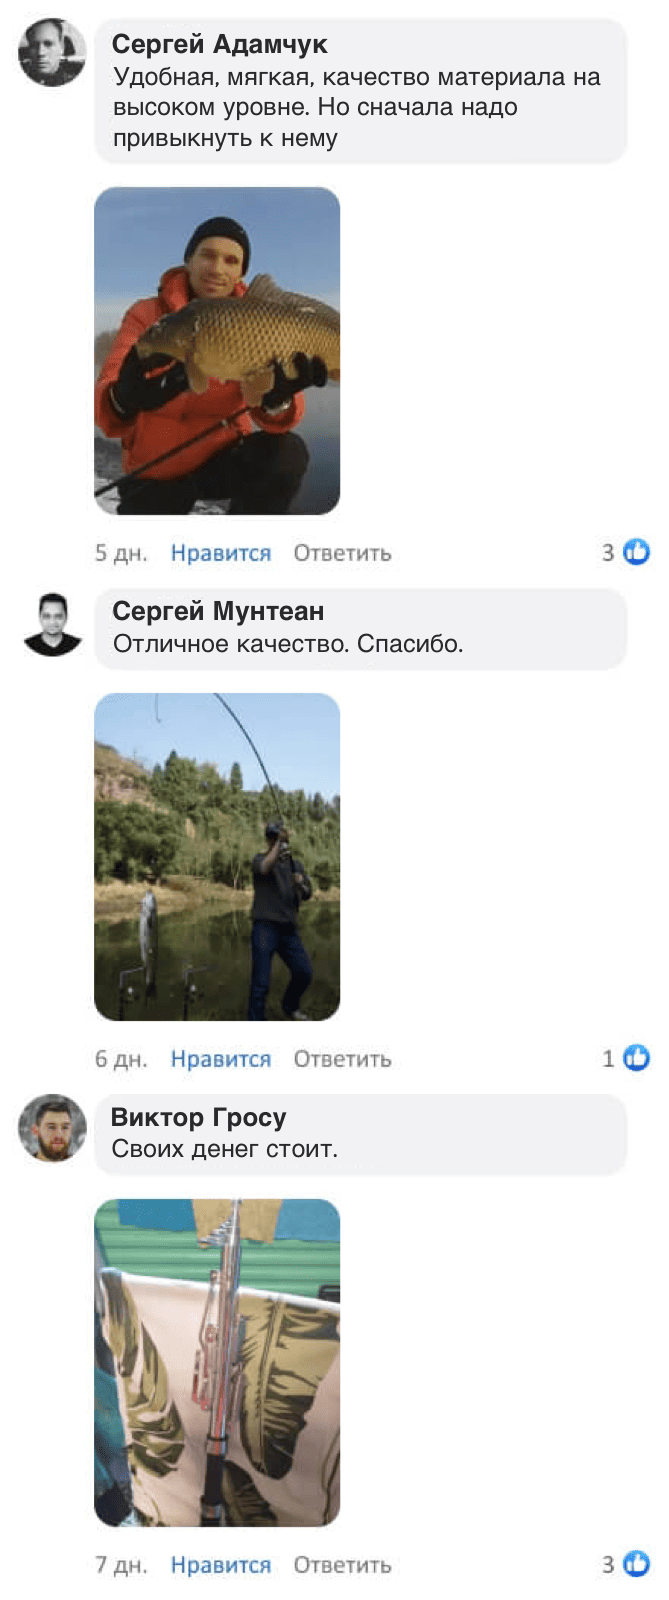 Сергей Адамчук
Удобная, мягкая, качество материала на
высоком уровне. Но сначала надо
привыкнуть к нему
5 дн. Нравится Ответить 3
Сергей Мунтеан
Отличное качество. Спасибо.
6 дн. Нравится Ответить 1
Виктор Гросу
Своих денег стоит.
7 дн. Нравится Ответить 3